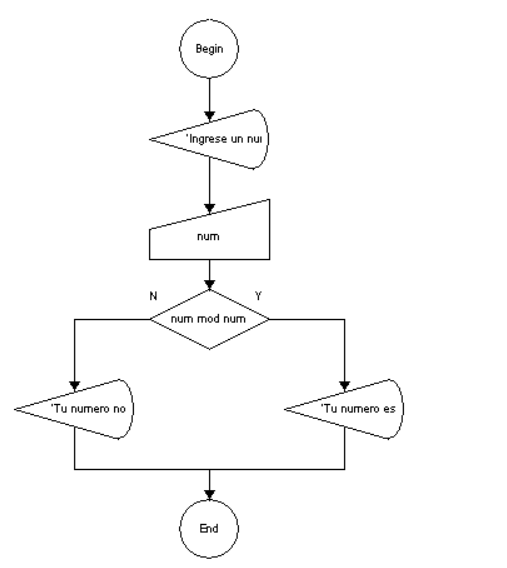 Begin
'Ingrese un nu
num
N
Y
num mod num
'Tu numero no
'Tu numero es
End